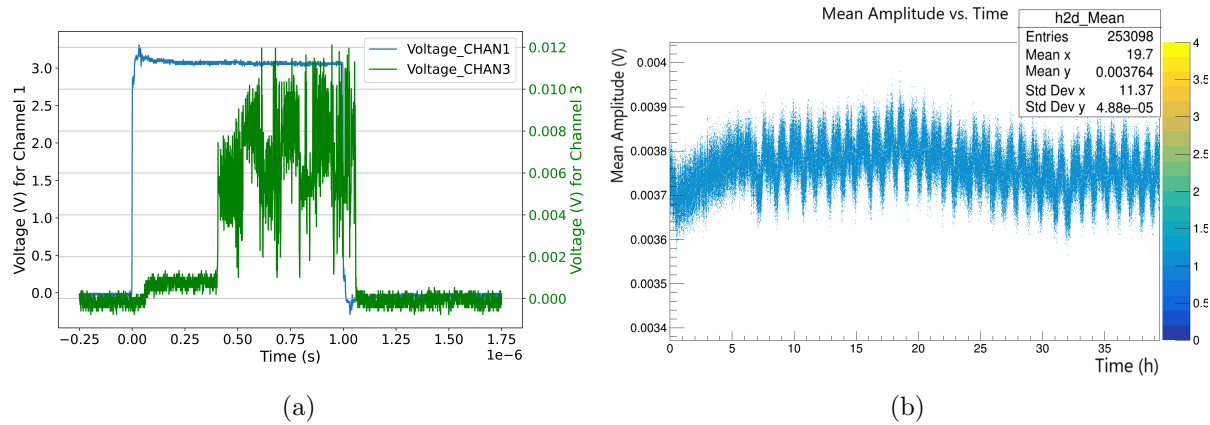 Voltage_CHAN1
Voltage_CHAN3
Voltage (V) for Channel 1
3.0
2.5
2.0
1.5
1.0
0.5
0.0
0.012
0.010
0.008
0.006
0.004
0.002
0.000
Voltage (V) for Channel 3
−0.25 0.00 0.25 0.50 0.75 1.00 1.25 1.50 1.75
Time (s)
1e−6
(a)
Mean Amplitude vs. Time
h2d_Mean
Entries 253098
Mean x 19.7
Mean y 0.003764
Std Dev x 11.37
Std Dev y 4.88e−05
Mean Amplitude (V)
0.004
0.0039
0.0038
0.0037
0.0036
0.0035
0.0034
0 5 10 15 20 25 30 35
Time (h)
4
3.5
3
2.5
2
1.5
1
0.5
0
(b)